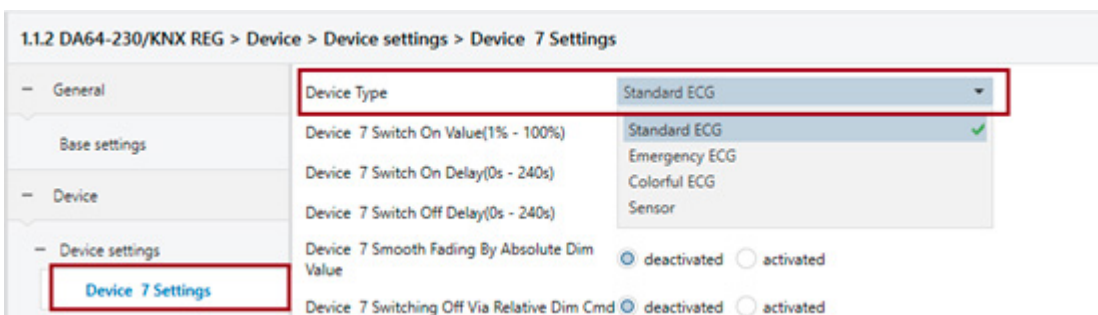 1.1.2 DA64-230/KNX REG > Device > Device settings > Device 7 Settings
General
Device Type
Standard ECG
Base settings
Device 7 Switch On Value(1% - 100%)
Standard ECG
Emergency ECG
Device 7 Switch On Delay(0s - 240s)
Colorful ECG
Device
Device 7 Switch Off Delay(0s - 240s)
Sensor
Device settings
Device 7 Smooth Fading By Absolute Dim
Value
deactivated activated
Device 7 Settings
Device 7 Switching Off Via Relative Dim Cmd deactivated activated